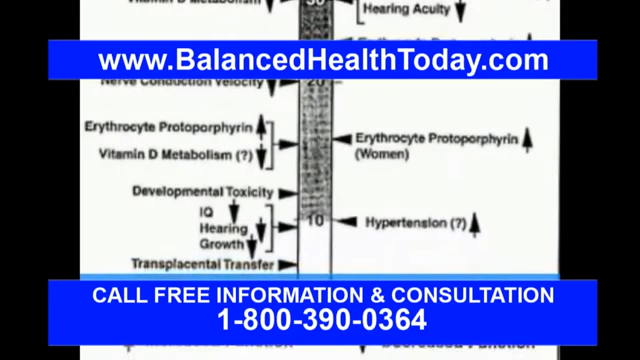 Vitamin D Metabolism
30
Hearing Acuity
www.BalancedHealthToday.com
Nerve Conduction Velocity
20
Erythrocyte Protoporphyrin
Vitamin D Metabolism (?)
Erythrocyte Protoporphyrin
(Women)
Developmental Toxicity
IQ
Hearing
Growth
10
Hypertension (?)
Transplacental Transfer
CALL FREE INFORMATION & CONSULTATION
1-800-390-0364